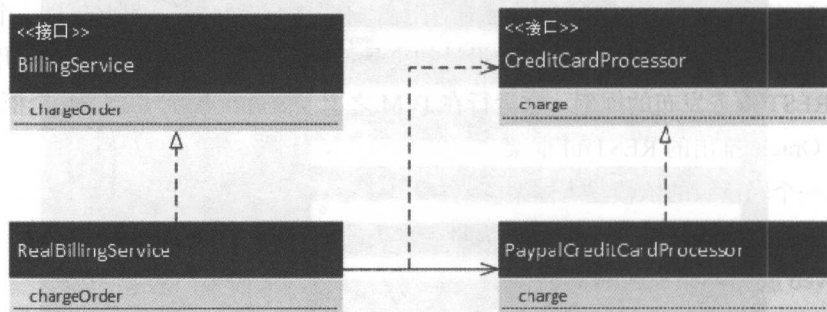 <<接口>>
BillingService
chargeOrder
<<接口>>
CreditCardProcessor
charge
RealBillingService
chargeOrder
PaypalCreditCardProcessor
charge